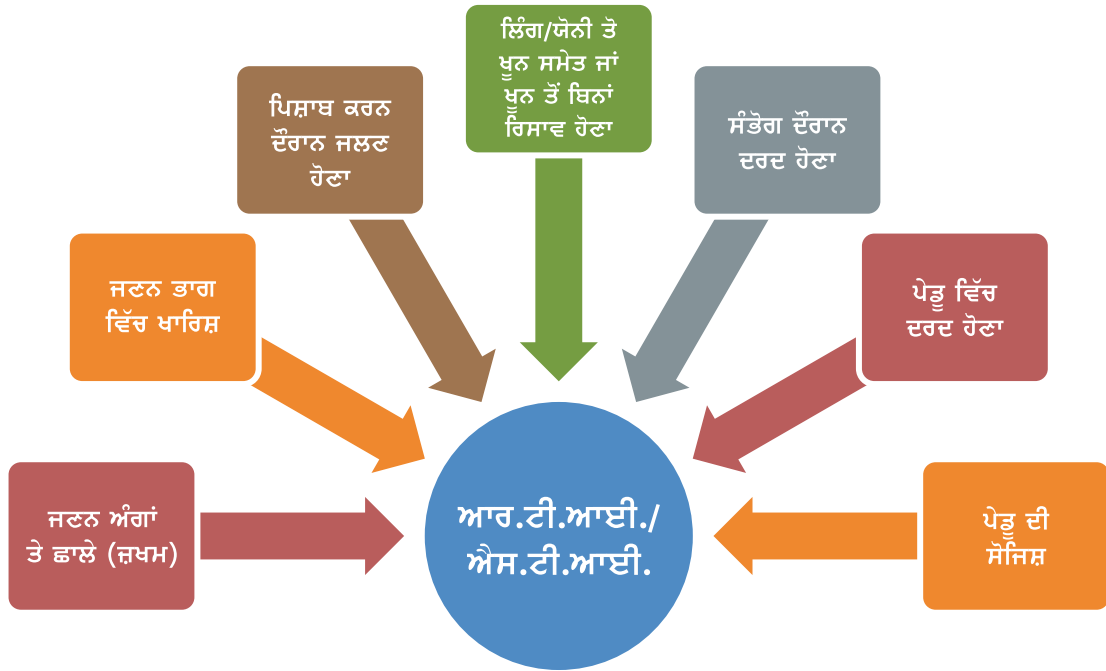 ਲਿੰਗ/ਯੋਨੀ ਤੋ
ਖੂਨ ਸਮੇਤ ਜਾਂ
ਖੂਨ ਤੋਂ ਬਿਨਾਂ
ਰਿਸਾਵ ਹੋਣਾ
ਪਿਸ਼ਾਬ ਕਰਨ
ਦੌਰਾਨ ਜਲਣ
ਹੋਣਾ
ਸੰਭੋਗ ਦੌਰਾਨ
ਦਰਦ ਹੋਣਾ
ਜਣਨ ਭਾਗ
ਵਿੱਚ ਖਾਰਿਸ਼
ਪੇਡੂ ਵਿੱਚ
ਦਰਦ ਹੋਣਾ
ਜਣਨ ਅੰਗਾਂ
ਤੇ ਛਾਲੇ (ਜ਼ਖਮ)
ਆਰ.ਟੀ.ਆਈ./
ਐਸ.ਟੀ.ਆਈ.
ਪੇਡੂ ਦੀ
ਸੋਜਿਸ਼